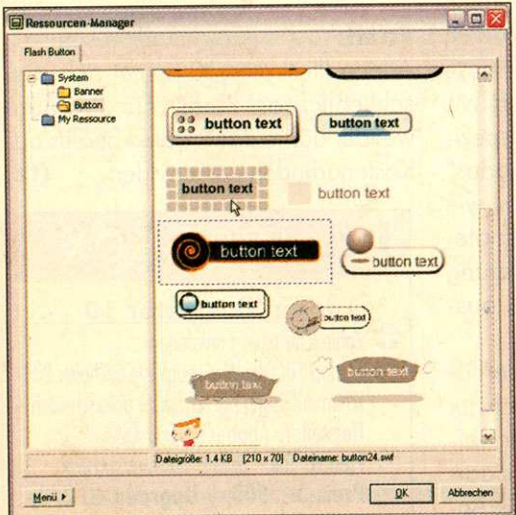 Ressourcen-Manager
Flash Button
System
Banner
Button
My Ressource
button text
button text
button text
button text
button text
button text
button text
button text
button text
button text
Dateigröße: 1.4 KB [210 x 70] Dateiname: button24.swf
Menü
OK
Abbrechen